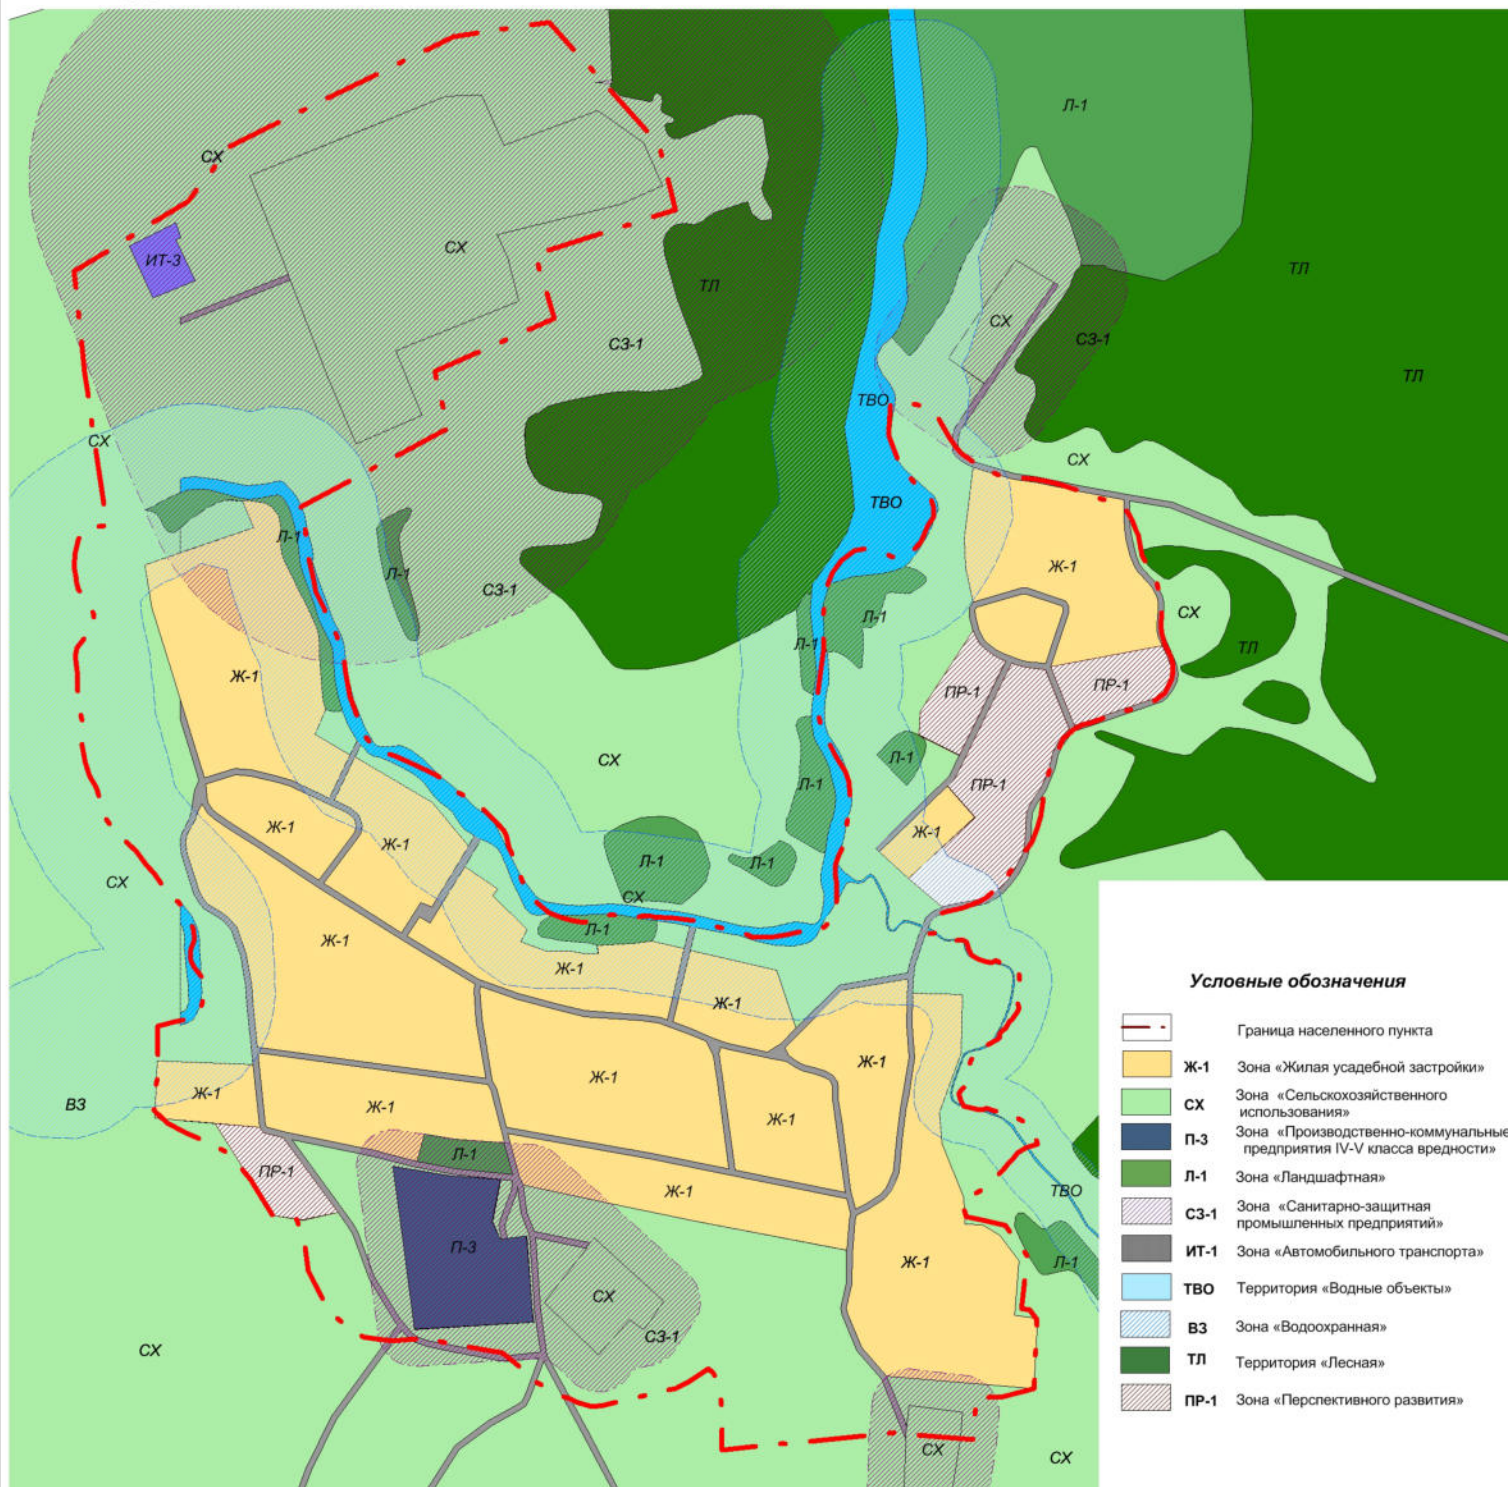 Л-1
СХ
СХ
ИТ-3
ТЛ
ТЛ
СХ
СЗ-1
СЗ-1
ТЛ
ТВО
СХ
СХ
ТВО
Л-1
Ж-1
Л-1
СЗ-1
СХ
Л-1
Л-1
ТЛ
Ж-1
ПР-1
ПР-1
СХ
Л-1
Л-1
ПР-1
Ж-1
Ж-1
Ж-1
Л-1
Л-1
СХ
СХ
Л-1
Ж-1
Ж-1
Ж-1
Ж-1
Ж-1
Ж-1
Ж-1
ВЗ
Ж-1
Л-1
ПР-1
Ж-1
ТВО
П-3
Ж-1
Л-1
СХ
СЗ-1
СХ
СХ
СХ
Условные обозначения
Граница населенного пункта
Ж-1 Зона «Жилая усадебной застройки»
СХ Зона «Сельскохозяйственного
использования»
П-3 Зона «Производственно-коммунальные
предприятия IV-V класса вредности»
Л-1 Зона «Ландшафтная»
СЗ-1 Зона «Санитарно-защитная
промышленных предприятий»
ИТ-1 Зона «Автомобильного транспорта»
ТВО Территория «Водные объекты»
ВЗ Зона «Водоохранная»
ТЛ Территория «Лесная»
ПР-1 Зона «Перспективного развития»